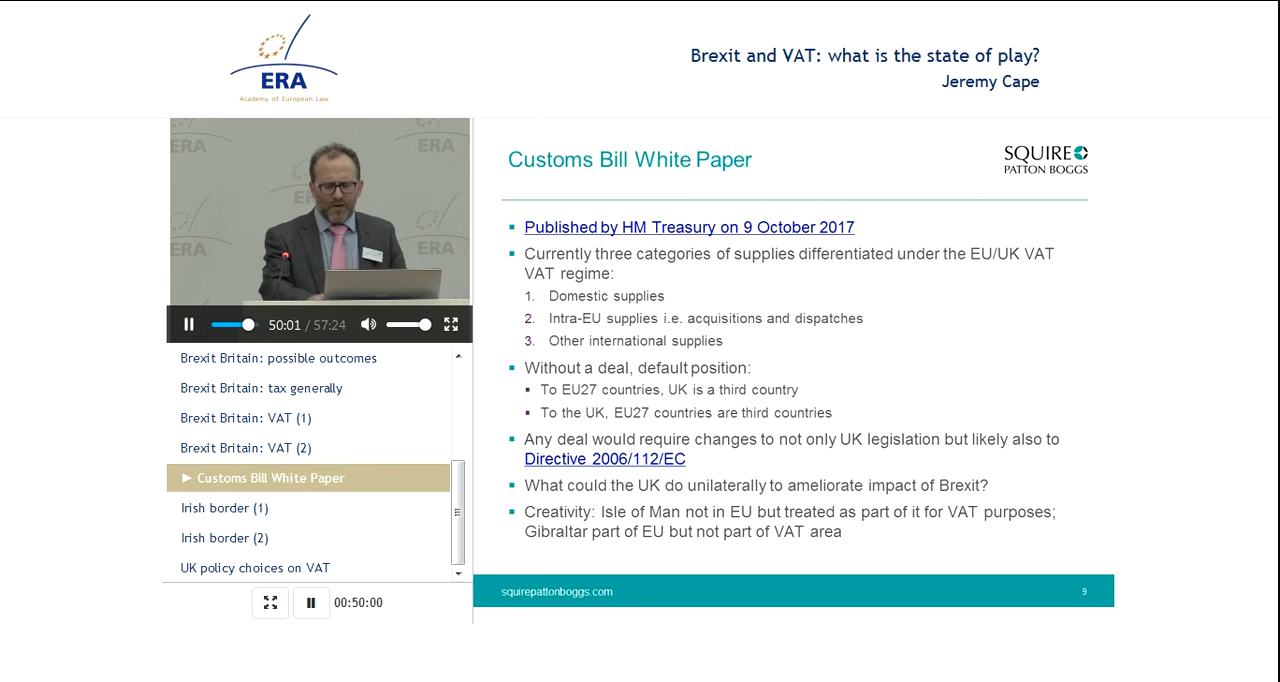 ERA
Academy of European Law
Brexit and VAT: what is the state of play?
Jeremy Cape
ERA
ERA
ERA
ERA
ERA
50:01 / 57:24
Brexit Britain: possible outcomes
Brexit Britain: tax generally
Brexit Britain: VAT (1)
Brexit Britain: VAT (2)
► Customs Bill White Paper
Irish border (1)
Irish border (2)
UK policy choices on VAT
00:50:00
Customs Bill White Paper
SQUIRE
PATTON BOGGS
▪ Published by HM Treasury on 9 October 2017
▪ Currently three categories of supplies differentiated under the EU/UK VAT
VAT regime:
1. Domestic supplies
2. Intra-EU supplies i.e. acquisitions and dispatches
3. Other international supplies
▪ Without a deal, default position:
▪ To EU27 countries, UK is a third country
▪ To the UK, EU27 countries are third countries
▪ Any deal would require changes to not only UK legislation but likely also to
Directive 2006/112/EC
▪ What could the UK do unilaterally to ameliorate impact of Brexit?
▪ Creativity: Isle of Man not in EU but treated as part of it for VAT purposes;
Gibraltar part of EU but not part of VAT area
squirepattonboggs.com
9